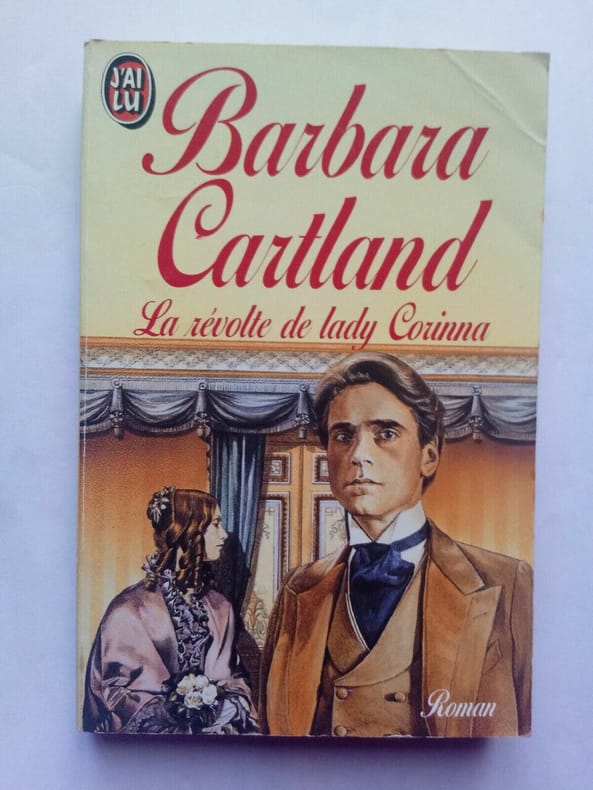 J'AI
LU
Barbara
Cartland
La révolte de lady Corinna
Roman